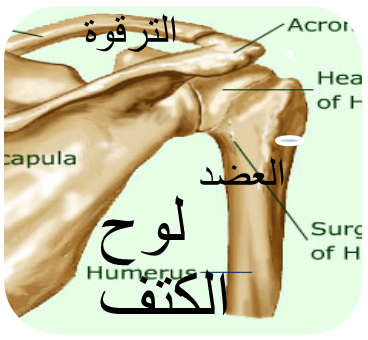 الترقوة
Acron
Hea
of H
capula
العضد
لوح
Surg
of H
Humerus
الكتف